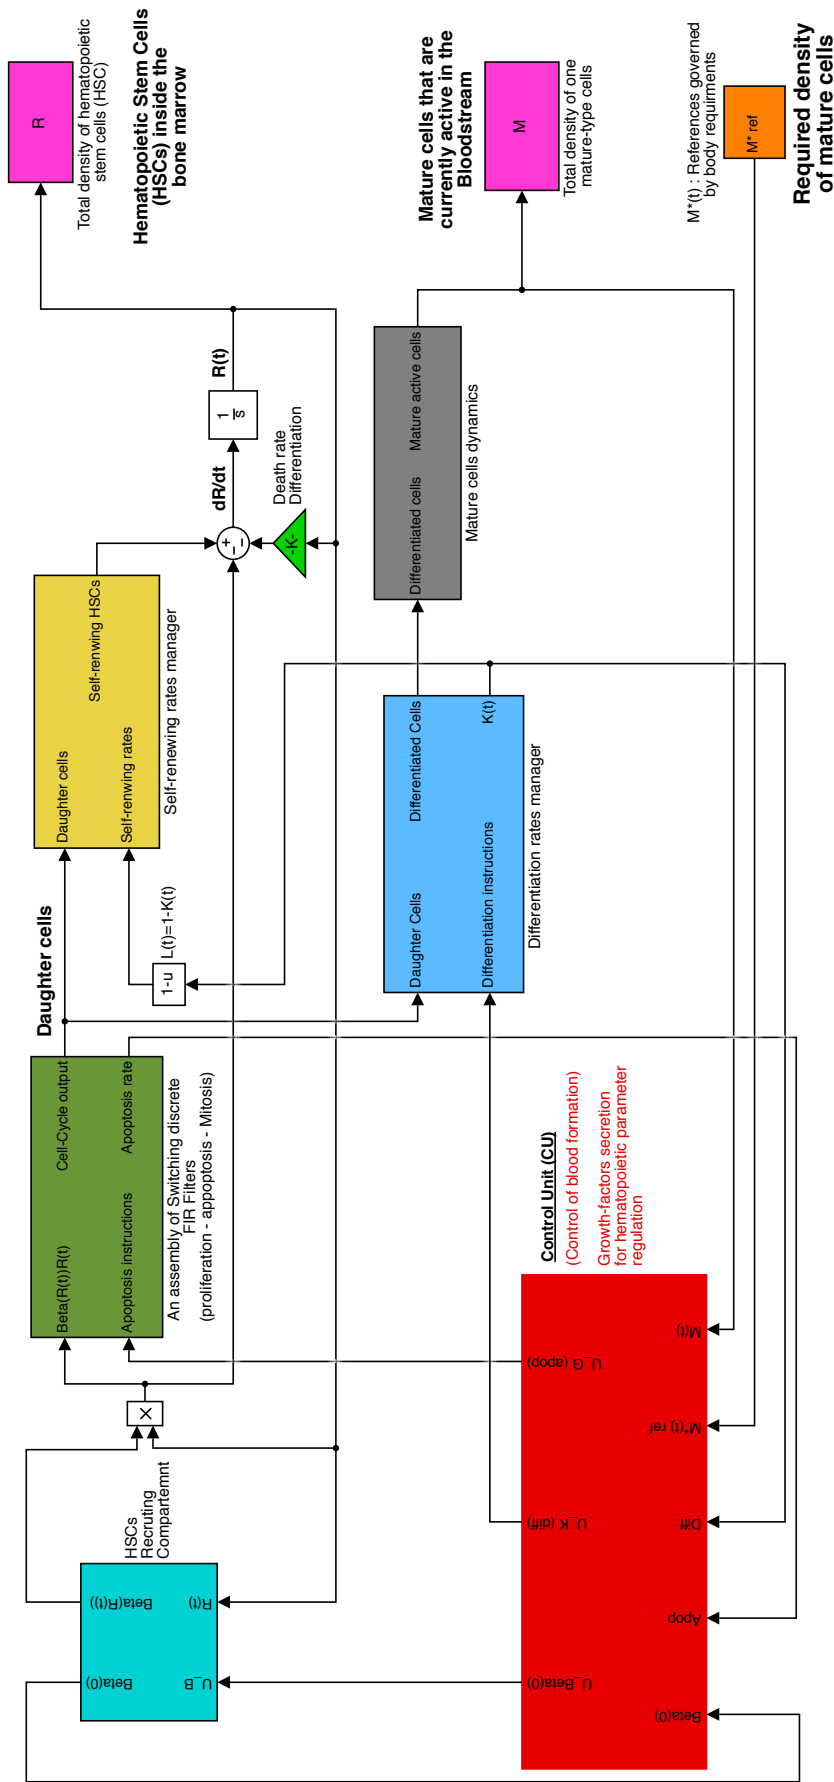 R
Total density of hematopoietic
stem cells (HSC)
Hematopoietic Stem Cells
(HSCs) inside the
bone marrow
Mature cells that are
currently active in the
Bloodstream
M
Total density of one
mature-type cells
M*(t) : References governed
by body requirments
M* ref
Required density
of mature cells
R(t)
1
s
dR/dt
Death rate
Differentiation
-K-
+
−
−
Daughter cells
Self-renwing rates
Self-renwing HSCs
Self-renewing rates manager
Differentiated cells
Mature active cells
Mature cells dynamics
Daughter cells
1-u
L(t)=1-K(t)
Daughter Cells
Differentiated Cells
Differentiation instructions
K(t)
Differentiation rates manager
Beta(R(t))R(t)
Cell-Cycle output
Apoptosis instructions
Apoptosis rate
An assembly of Switching discrete
FIR Filters
(proliferation - appoptosis - Mitosis)
×
HSCs
Recruting
Compartemnt
Beta(0)
Beta(R(t))
U_B
R(t)
Control Unit (CU)
(Control of blood formation)
Growth-factors secretion
for hematopoietic parameter
regulation
U_Beta(0)
U_K (diff)
U_G (apop)
Beta(0)
Apop
Diff
M*(t) ref
M(t)